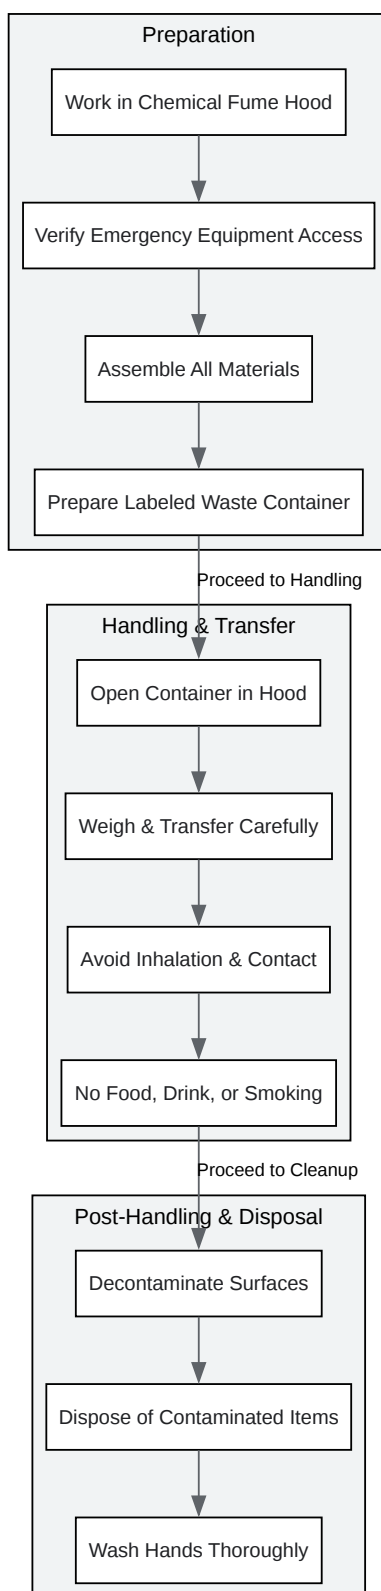 Preparation
Work in Chemical Fume Hood
Verify Emergency Equipment Access
Assemble All Materials
Prepare Labeled Waste Container
Proceed to Handling
Handling & Transfer
Open Container in Hood
Weigh & Transfer Carefully
Avoid Inhalation & Contact
No Food, Drink, or Smoking
Proceed to Cleanup
Post-Handling & Disposal
Decontaminate Surfaces
Dispose of Contaminated Items
Wash Hands Thoroughly